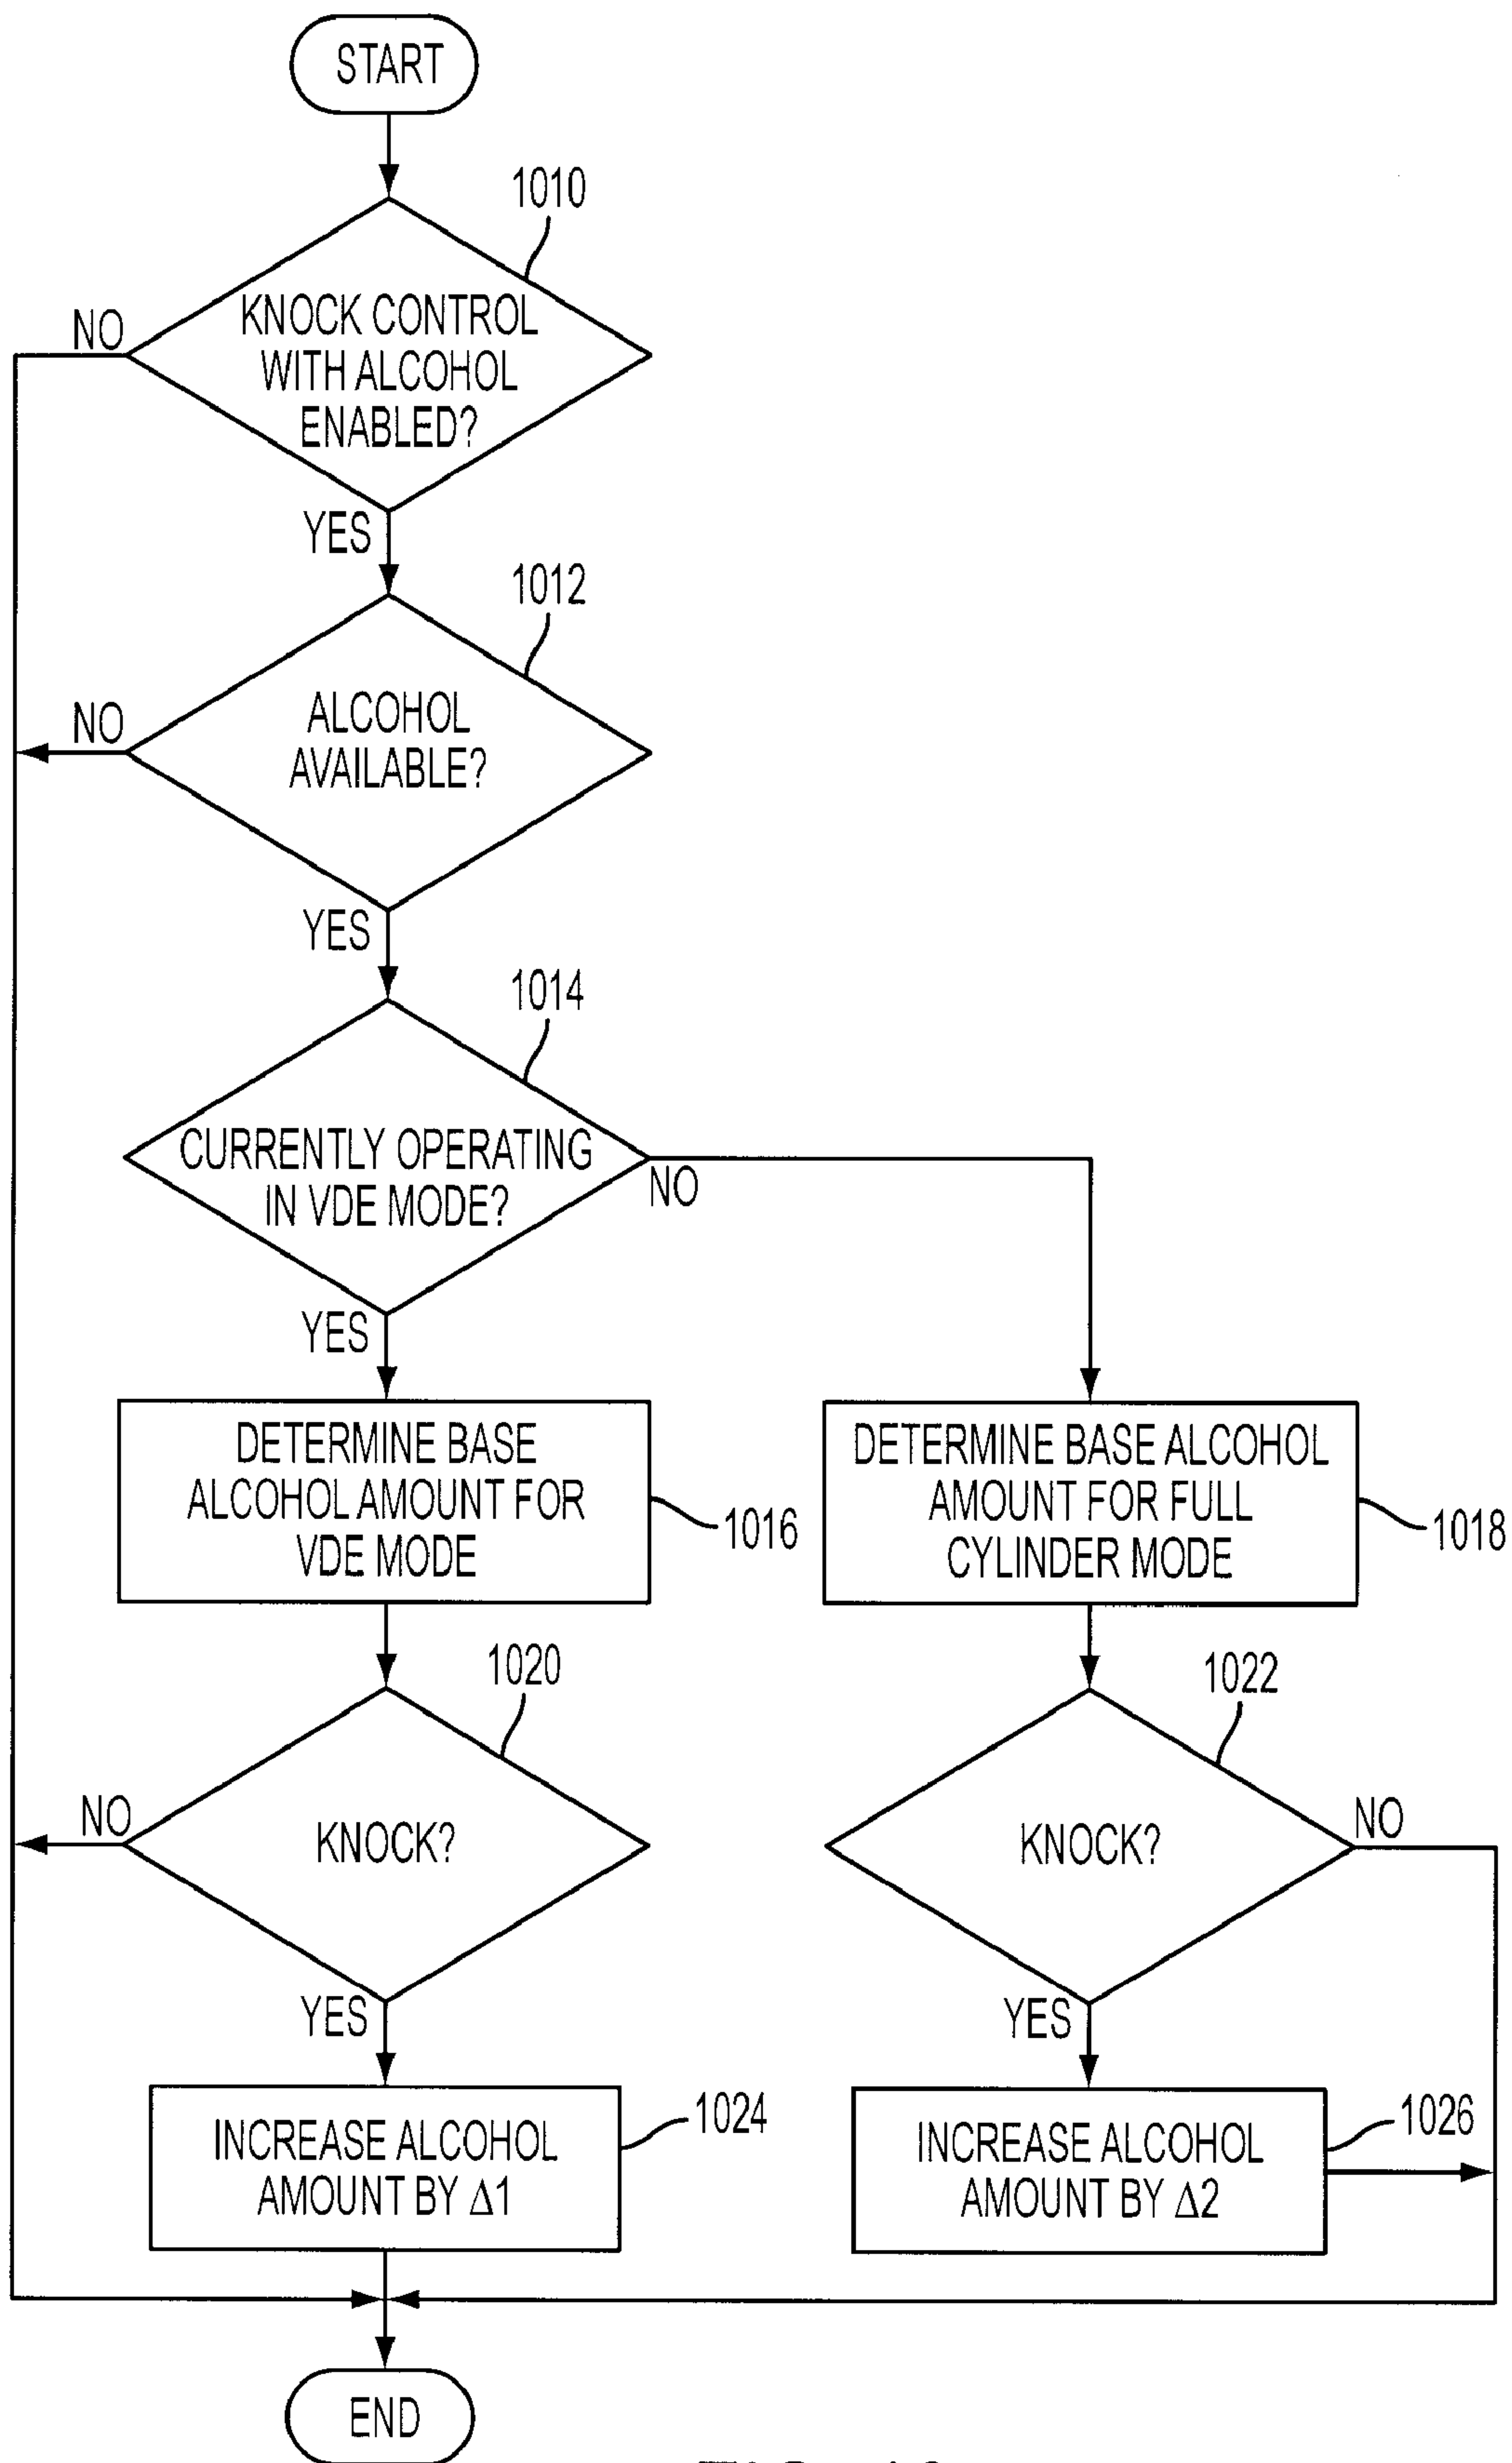 START
1010
KNOCK CONTROL
WITH ALCOHOL
ENABLED?
NO
YES
1012
ALCOHOL
AVAILABLE?
NO
YES
1014
CURRENTLY OPERATING
IN VDE MODE?
NO
YES
DETERMINE BASE
ALCOHOL AMOUNT FOR
VDE MODE
1016
DETERMINE BASE ALCOHOL
AMOUNT FOR FULL
CYLINDER MODE
1018
1020
KNOCK?
NO
YES
1022
KNOCK?
NO
YES
INCREASE ALCOHOL
AMOUNT BY Δ1
1024
INCREASE ALCOHOL
AMOUNT BY Δ2
1026
END